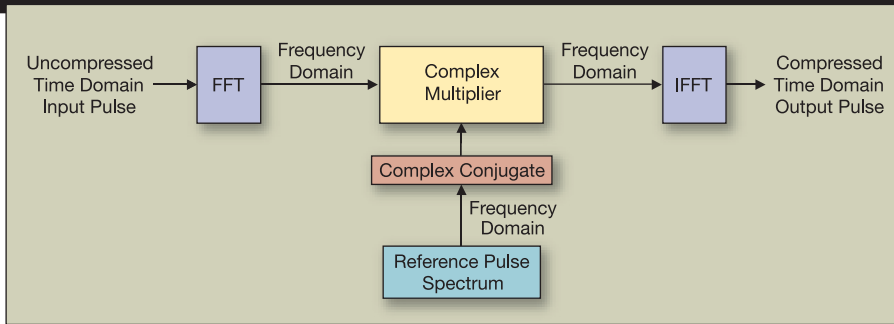 Uncompressed
Time Domain
Input Pulse
FFT
Frequency
Domain
Complex
Multiplier
Frequency
Domain
IFFT
Compressed
Time Domain
Output Pulse
Complex Conjugate
Frequency
Domain
Reference Pulse
Spectrum